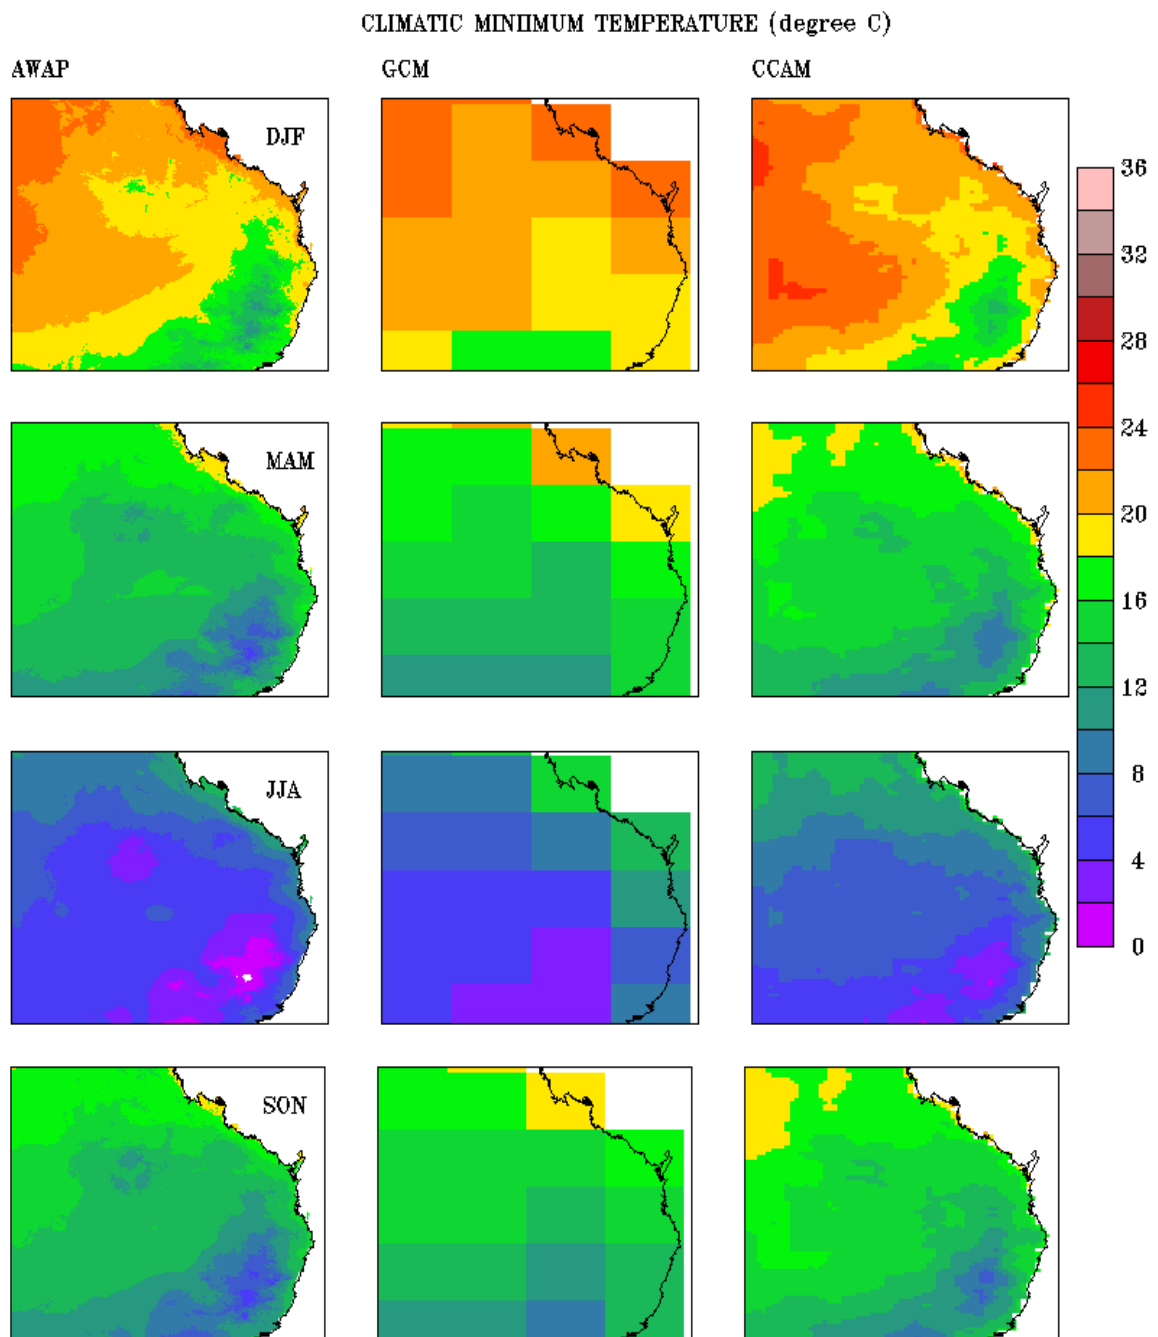 CLIMATIC MINIMUM TEMPERATURE (degree C)
AWAP GCM CCAM
DJF
36
32
28
24
20
16
12
8
4
0
MAM
JJA
SON